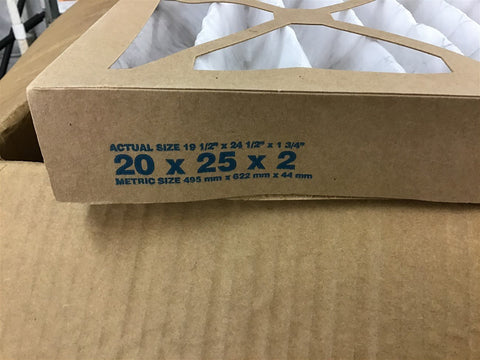 ACTUAL SIZE 19 1/2" x 24 1/2" x 1 3/4"
20 x 25 x 2
METRIC SIZE 495 mm x 622 mm x 44 mm